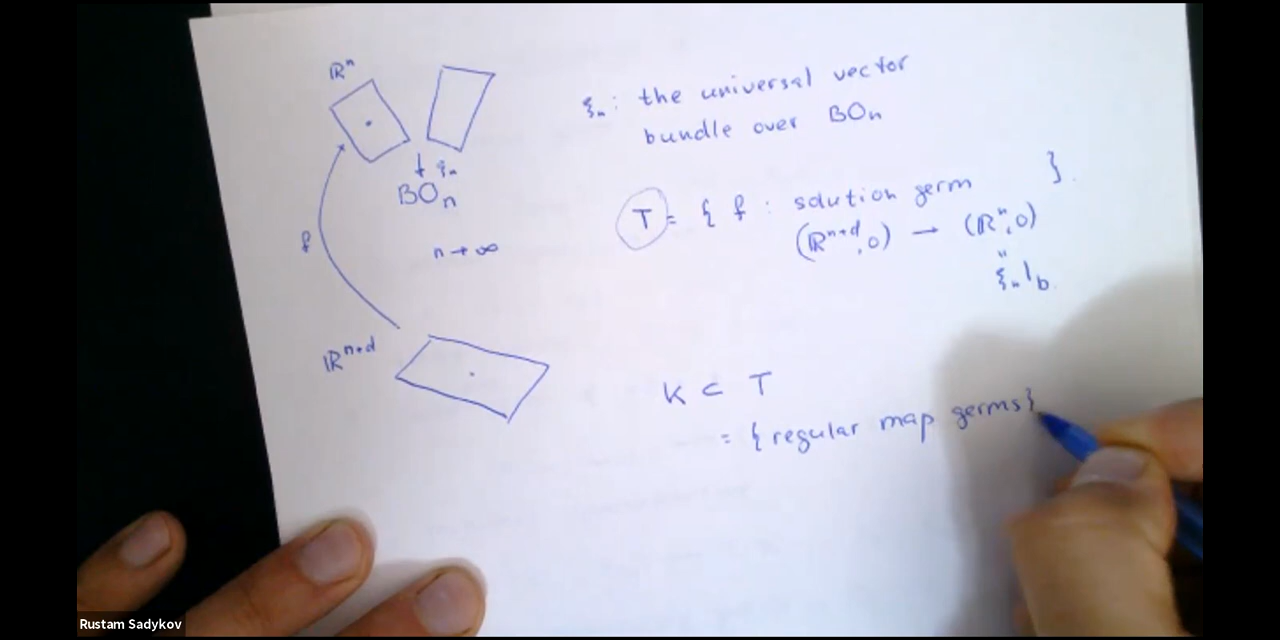 ℝⁿ
ξₙ: the universal vector
bundle over BOₙ
↓ ξₙ
BOₙ
T = { f : solution germ }.
(ℝⁿ⁺ᵈ, 0) → (ℝⁿ, 0)
f
n → ∞
"
ξₙ|b
ℝⁿ⁺ᵈ
K ⊂ T
= { regular map germs}
Rustam Sadykov